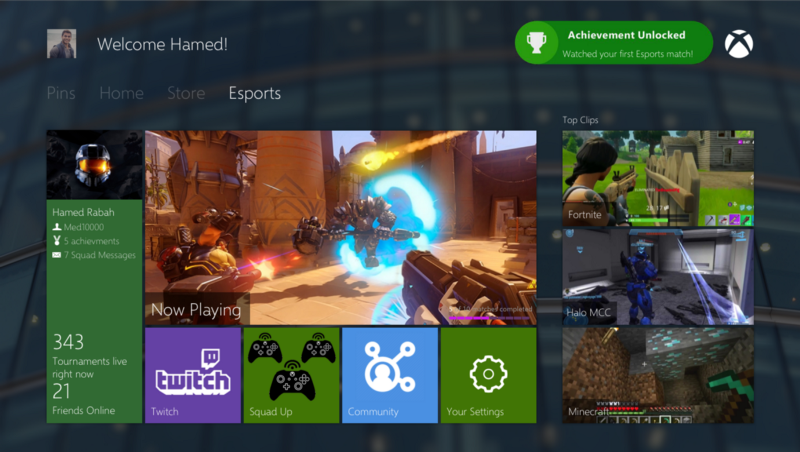 Welcome Hamed!
Achievement Unlocked
Watched your first Esports match!
Pins Home Store Esports
Top Clips
Hamed Rabah
Med10000
5 achievments
7 Squad Messages
343
Tournaments live
right now
21
Friends Online
Now Playing
completed
twitch
Twitch
Squad Up
Community
Your Settings
Fortnite
Halo MCC
Minecraft